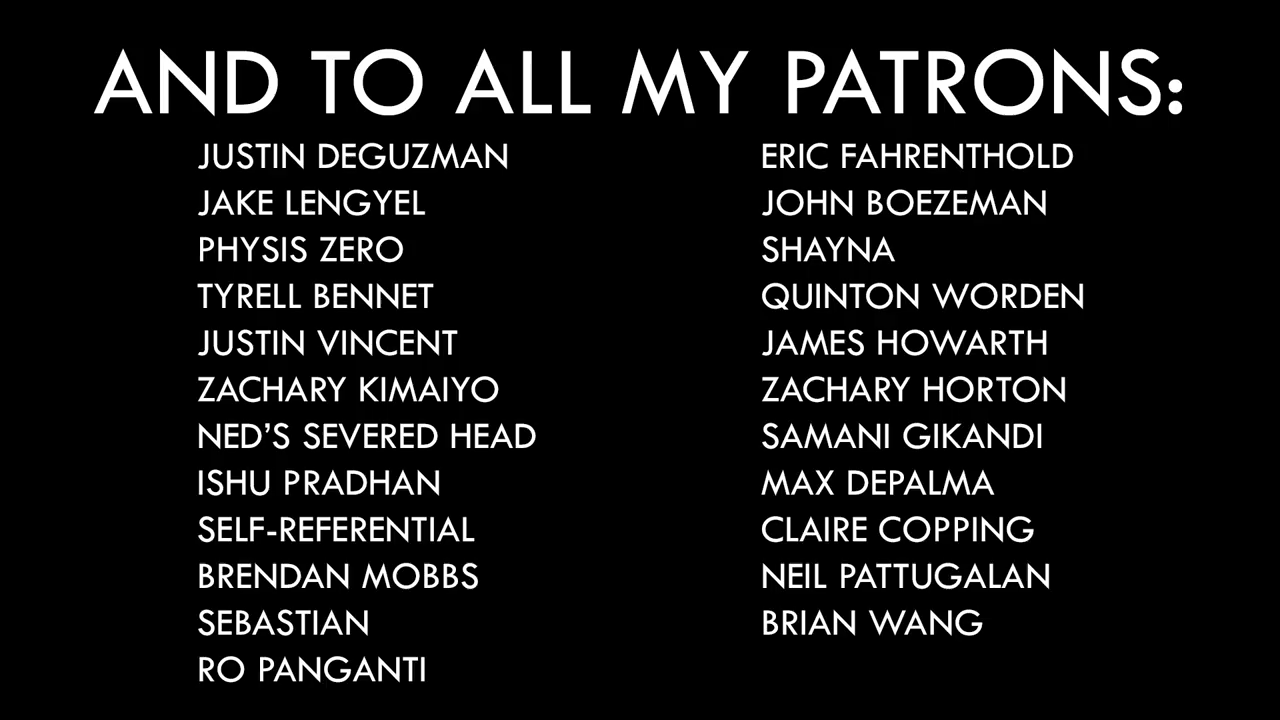 AND TO ALL MY PATRONS:
JUSTIN DEGUZMAN
JAKE LENGYEL
PHYSIS ZERO
TYRELL BENNET
JUSTIN VINCENT
ZACHARY KIMAIYO
NED’S SEVERED HEAD
ISHU PRADHAN
SELF-REFERENTIAL
BRENDAN MOBBS
SEBASTIAN
RO PANGANTI
ERIC FAHRENTHOLD
JOHN BOEZEMAN
SHAYNA
QUINTON WORDEN
JAMES HOWARTH
ZACHARY HORTON
SAMANI GIKANDI
MAX DEPALMA
CLAIRE COPPING
NEIL PATTUGALAN
BRIAN WANG